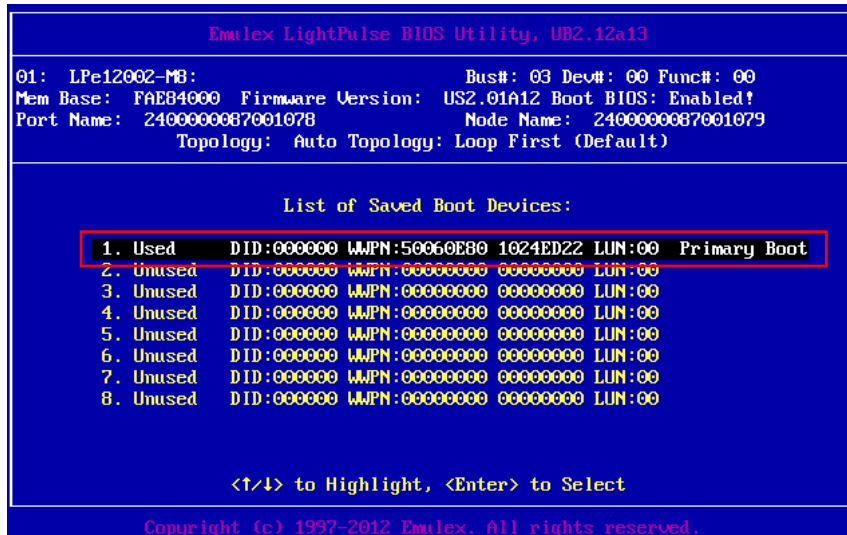 Emulex LightPulse BIOS Utility, UB2.12a13
01: LPe12002-M8: Bus#: 03 Dev#: 00 Func#: 00
Mem Base: FAE84000 Firmware Version: US2.01A12 Boot BIOS: Enabled!
Port Name: 2400000087001078 Node Name: 2400000087001079
Topology: Auto Topology: Loop First (Default)
List of Saved Boot Devices:
1. Used DID:000000 WWPN:50060E80 1024ED22 LUN:00 Primary Boot
2. Unused DID:000000 WWPN:00000000 00000000 LUN:00
3. Unused DID:000000 WWPN:00000000 00000000 LUN:00
4. Unused DID:000000 WWPN:00000000 00000000 LUN:00
5. Unused DID:000000 WWPN:00000000 00000000 LUN:00
6. Unused DID:000000 WWPN:00000000 00000000 LUN:00
7. Unused DID:000000 WWPN:00000000 00000000 LUN:00
8. Unused DID:000000 WWPN:00000000 00000000 LUN:00
<↑/↓> to Highlight, <Enter> to Select
Copyright (c) 1997-2012 Emulex. All rights reserved.